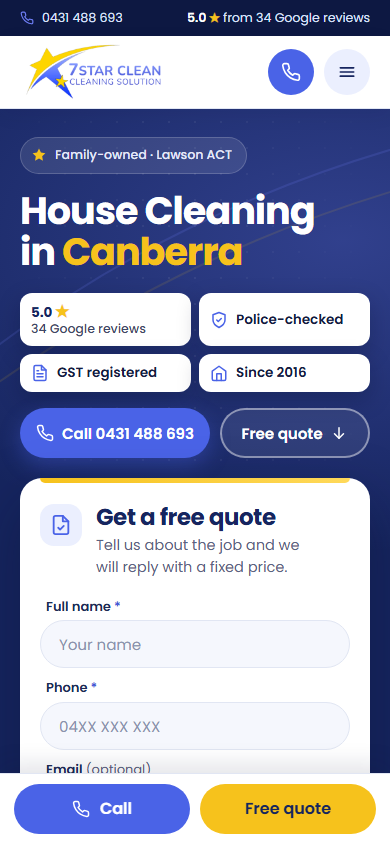 0431 488 693
5.0 ★ from 34 Google reviews
7STAR CLEAN
CLEANING SOLUTION
Family-owned · Lawson ACT
House Cleaning
in Canberra
5.0 ★
34 Google reviews
Police-checked
GST registered
Since 2016
Call 0431 488 693
Free quote ↓
Get a free quote
Tell us about the job and we
will reply with a fixed price.
Full name *
Your name
Phone *
04XX XXX XXX
Email (optional)
Call
Free quote